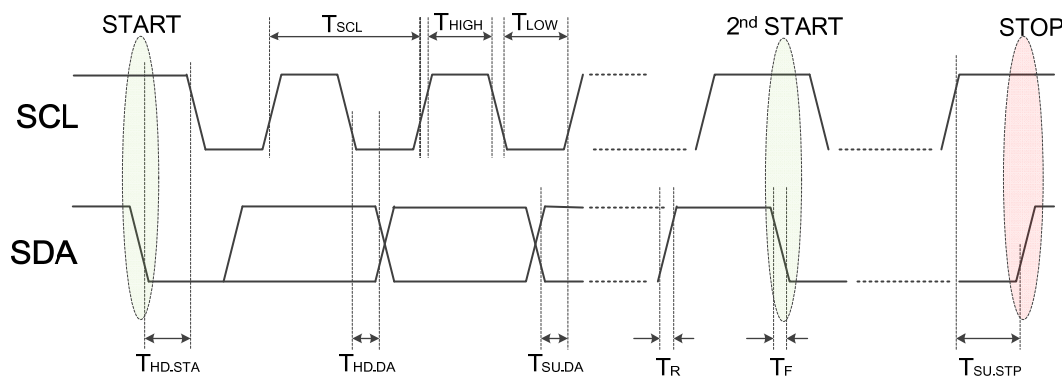 START
TSCL
THIGH
TLOW
2nd START
STOP
SCL
SDA
THD.STA
THD.DA
TSU.DA
TR
TF
TSU.STP